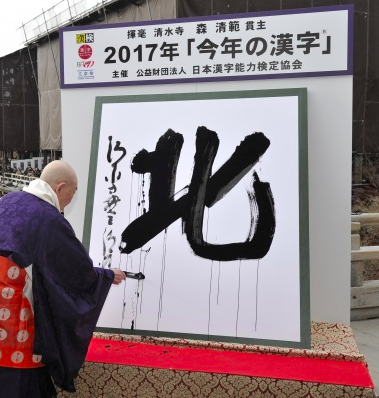 漢検
揮毫 清水寺 森 清範 貫主
2017年「今年の漢字」®
主催 公益財団法人 日本漢字能力検定協会
北